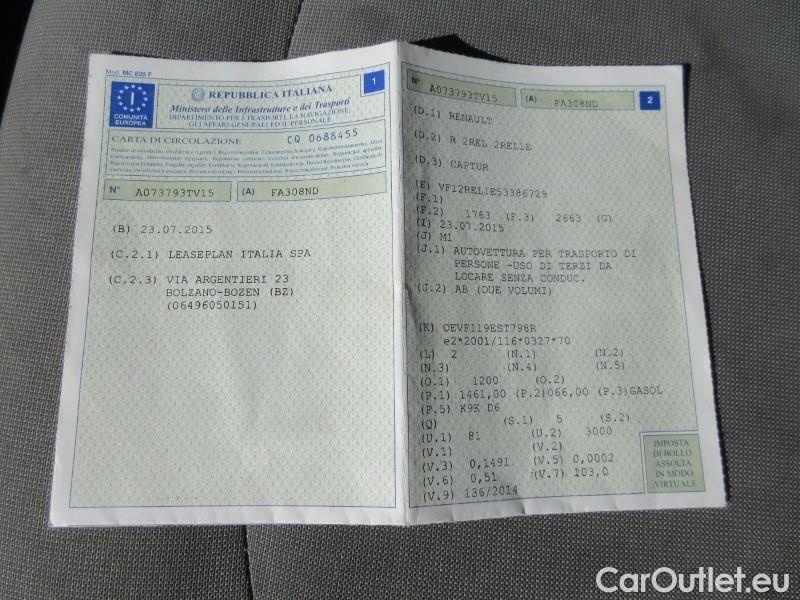 Mod. MC 820 F
I
COMUNITÀ
EUROPEA
REPUBBLICA ITALIANA
1
Ministero delle Infrastrutture e dei Trasporti
DIPARTIMENTO PER I TRASPORTI, LA NAVIGAZIONE,
GLI AFFARI GENERALI ED IL PERSONALE
CARTA DI CIRCOLAZIONE CQ 0688455
N° A073793TV15 (A) FA308ND
(B) 23.07.2015
(C.2.1) LEASEPLAN ITALIA SPA
(C.2.3) VIA ARGENTIERI 23
BOLZANO-BOZEN (BZ)
(06496050151)
N° A073793TV15 (A) FA308ND 2
(D.1) RENAULT
(D.2) R 2REL 2REL1E
(D.3) CAPTUR
(E) VF12REL1E53386729
(F.1)
(F.2) 1763 (F.3) 2663 (G)
(I) 23.07.2015
(J) M1
(J.1) AUTOVETTURA PER TRASPORTO DI
PERSONE -USO DI TERZI DA
LOCARE SENZA CONDUC.
(J.2) AB (DUE VOLUMI)
(K) OEVF119EST798R
e2*2001/116*0327*70
(L) 2 (N.1) (N.2)
(N.3) (N.4) (N.5)
(O.1) 1200 (O.2)
(P.1) 1461,00 (P.2)066,00 (P.3)GASOL
(P.5) K9K D6
(Q) (S.1) 5 (S.2)
(U.1) 81 (U.2) 3000
(V.1) (V.2)
(V.3) 0,1491 (V.5) 0,0002
(V.6) 0,51 (V.7) 103,0
(V.9) 136/2014
IMPOSTA
DI BOLLO
ASSOLTA
IN MODO
VIRTUALE
CarOutlet.eu